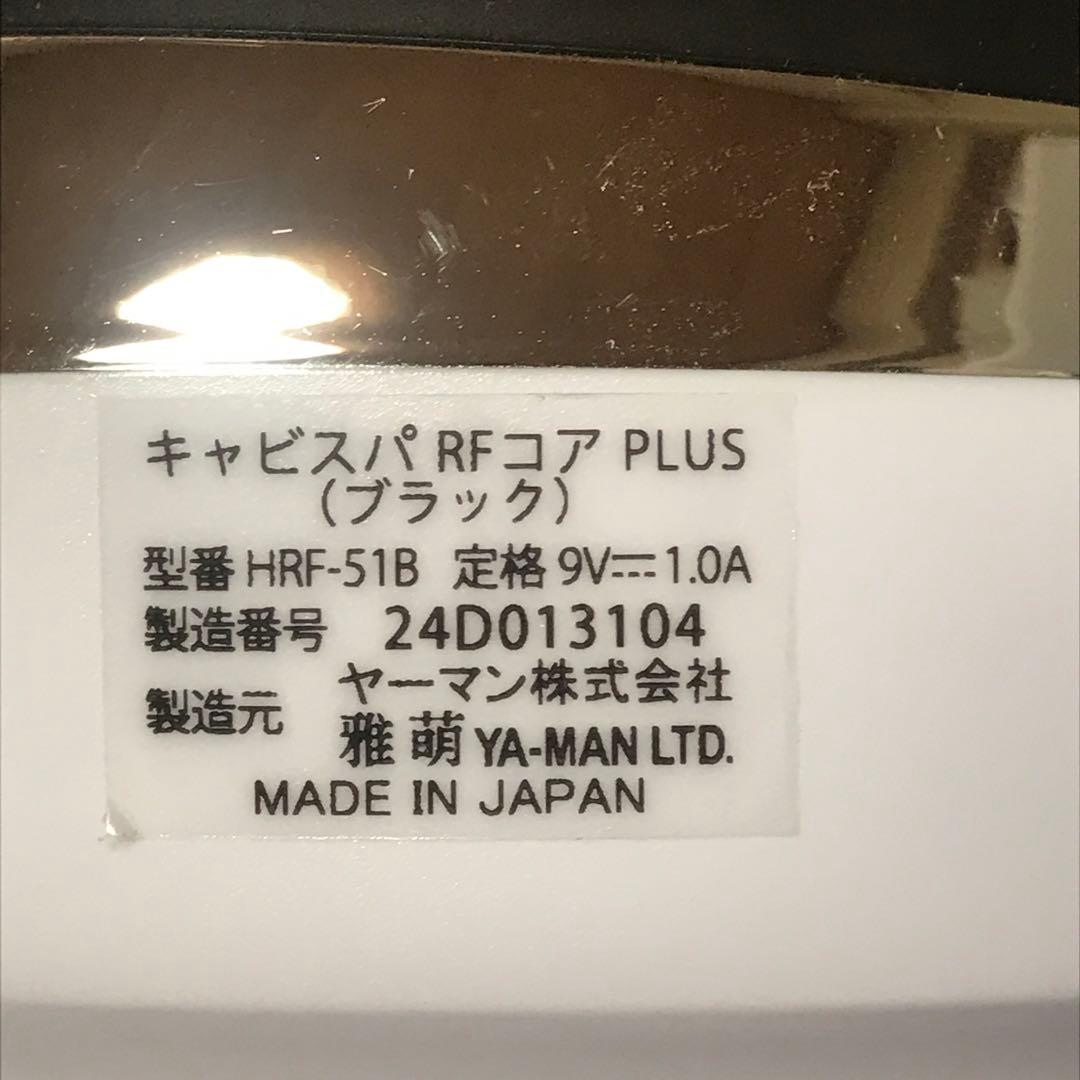 キャビスパ RFコア PLUS
(ブラック)
型番 HRF-51B 定格 9V⎓1.0A
製造番号 24D013104
製造元 ヤーマン株式会社
雅萌 YA-MAN LTD.
MADE IN JAPAN